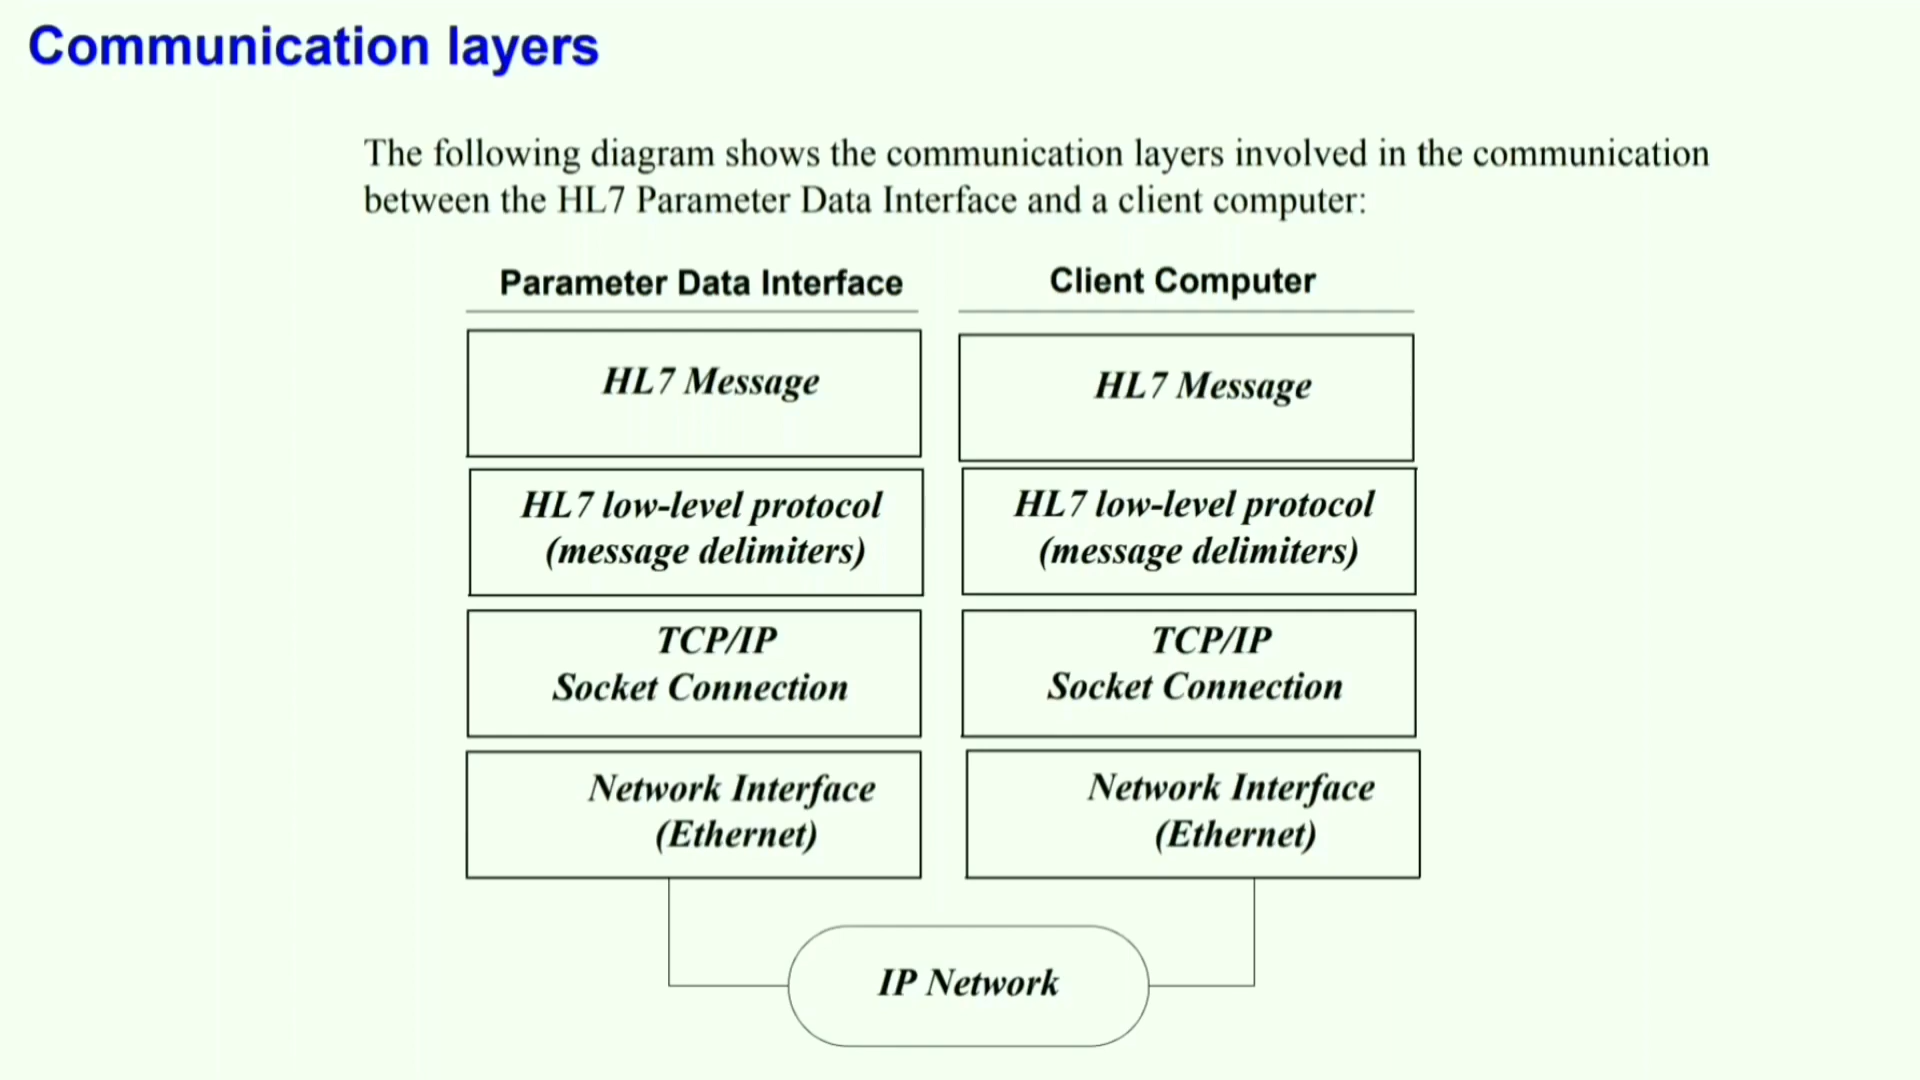 Communication layers
The following diagram shows the communication layers involved in the communication
between the HL7 Parameter Data Interface and a client computer:
Parameter Data Interface
Client Computer
HL7 Message
HL7 Message
HL7 low-level protocol
(message delimiters)
HL7 low-level protocol
(message delimiters)
TCP/IP
Socket Connection
TCP/IP
Socket Connection
Network Interface
(Ethernet)
Network Interface
(Ethernet)
IP Network